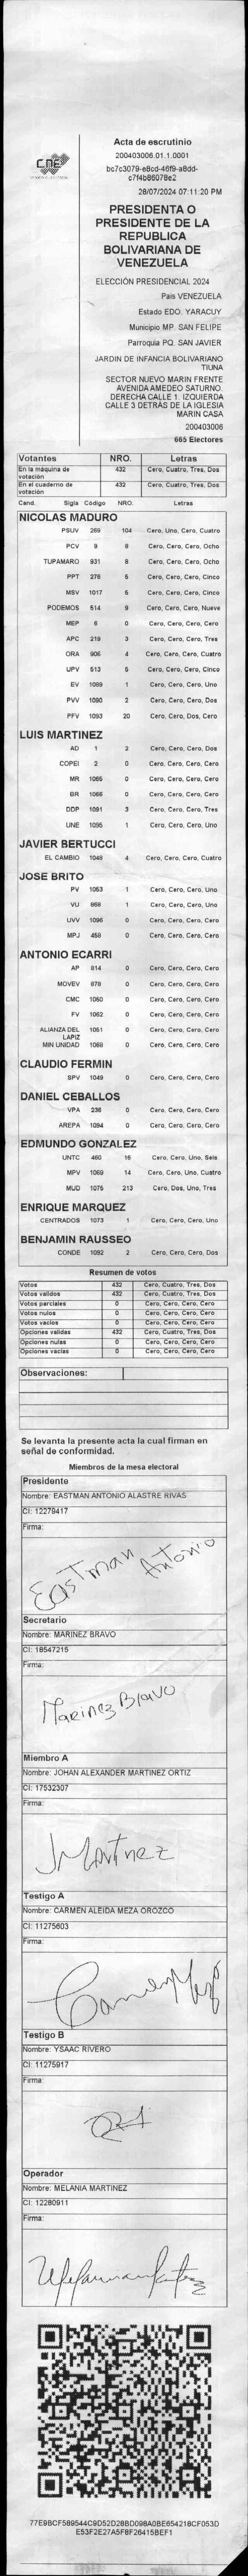 CNE
Acta de escrutinio
200403006.01.1.0001
bc7c3079-e8cd-46f9-a8dd-
c7f4b86078e2
28/07/2024 07:11:20 PM
PRESIDENTA O
PRESIDENTE DE LA
REPUBLICA
BOLIVARIANA DE
VENEZUELA
ELECCIÓN PRESIDENCIAL 2024
Pais VENEZUELA
Estado EDO. YARACUY
Municipio MP. SAN FELIPE
Parroquia PQ. SAN JAVIER
JARDIN DE INFANCIA BOLIVARIANO
TIUNA
SECTOR NUEVO MARIN FRENTE
AVENIDA AMEDEO SATURNO.
DERECHA CALLE 1. IZQUIERDA
CALLE 3 DETRÁS DE LA IGLESIA
MARIN CASA
200403006
665 Electores
Votantes NRO. Letras
En la máquina de votación 432 Cero, Cuatro, Tres, Dos
En el cuaderno de votación 432 Cero, Cuatro, Tres, Dos
Cand. Sigla Código NRO. Letras
NICOLAS MADURO
PSUV 269 104 Cero, Uno, Cero, Cuatro
PCV 9 8 Cero, Cero, Cero, Ocho
TUPAMARO 931 8 Cero, Cero, Cero, Ocho
PPT 276 5 Cero, Cero, Cero, Cinco
MSV 1017 5 Cero, Cero, Cero, Cinco
PODEMOS 514 9 Cero, Cero, Cero, Nueve
MEP 6 0 Cero, Cero, Cero, Cero
APC 219 3 Cero, Cero, Cero, Tres
ORA 906 4 Cero, Cero, Cero, Cuatro
UPV 513 5 Cero, Cero, Cero, Cinco
EV 1089 1 Cero, Cero, Cero, Uno
PVV 1090 2 Cero, Cero, Cero, Dos
PFV 1093 20 Cero, Cero, Dos, Cero
LUIS MARTINEZ
AD 1 2 Cero, Cero, Cero, Dos
COPEI 2 0 Cero, Cero, Cero, Cero
MR 1065 0 Cero, Cero, Cero, Cero
BR 1066 0 Cero, Cero, Cero, Cero
DDP 1091 3 Cero, Cero, Cero, Tres
UNE 1095 1 Cero, Cero, Cero, Uno
JAVIER BERTUCCI
EL CAMBIO 1048 4 Cero, Cero, Cero, Cuatro
JOSE BRITO
PV 1053 1 Cero, Cero, Cero, Uno
VU 868 1 Cero, Cero, Cero, Uno
UVV 1096 0 Cero, Cero, Cero, Cero
MPJ 458 0 Cero, Cero, Cero, Cero
ANTONIO ECARRI
AP 814 0 Cero, Cero, Cero, Cero
MOVEV 878 0 Cero, Cero, Cero, Cero
CMC 1050 0 Cero, Cero, Cero, Cero
FV 1062 0 Cero, Cero, Cero, Cero
ALIANZA DEL LAPIZ 1051 0 Cero, Cero, Cero, Cero
MIN UNIDAD 1068 0 Cero, Cero, Cero, Cero
CLAUDIO FERMIN
SPV 1049 0 Cero, Cero, Cero, Cero
DANIEL CEBALLOS
VPA 236 0 Cero, Cero, Cero, Cero
AREPA 1094 0 Cero, Cero, Cero, Cero
EDMUNDO GONZALEZ
UNTC 460 16 Cero, Cero, Uno, Seis
MPV 1069 14 Cero, Cero, Uno, Cuatro
MUD 1075 213 Cero, Dos, Uno, Tres
ENRIQUE MARQUEZ
CENTRADOS 1073 1 Cero, Cero, Cero, Uno
BENJAMIN RAUSSEO
CONDE 1092 2 Cero, Cero, Cero, Dos
Resumen de votos
Votos 432 Cero, Cuatro, Tres, Dos
Votos validos 432 Cero, Cuatro, Tres, Dos
Votos parciales 0 Cero, Cero, Cero, Cero
Votos nulos 0 Cero, Cero, Cero, Cero
Votos vacios 0 Cero, Cero, Cero, Cero
Opciones validas 432 Cero, Cuatro, Tres, Dos
Opciones nulas 0 Cero, Cero, Cero, Cero
Opciones vacias 0 Cero, Cero, Cero, Cero
Observaciones:
Se levanta la presente acta la cual firman en
señal de conformidad.
Miembros de la mesa electoral
Presidente
Nombre: EASTMAN ANTONIO ALASTRE RIVAS
CI: 12279417
Firma:
Eastman Antonio
Secretario
Nombre: MARINEZ BRAVO
CI: 18547215
Firma:
Marinez Bravo
Miembro A
Nombre: JOHAN ALEXANDER MARTINEZ ORTIZ
CI: 17532307
Firma:
JMartinez
Testigo A
Nombre: CARMEN ALEIDA MEZA OROZCO
CI: 11275603
Firma:
Testigo B
Nombre: YSAAC RIVERO
CI: 11275917
Firma:
Operador
Nombre: MELANIA MARTINEZ
CI: 12280911
Firma:
77E9BCF589544C9D52D28BD098A0BE654218CF053D
E53F2E27A5F8F26415BEF1